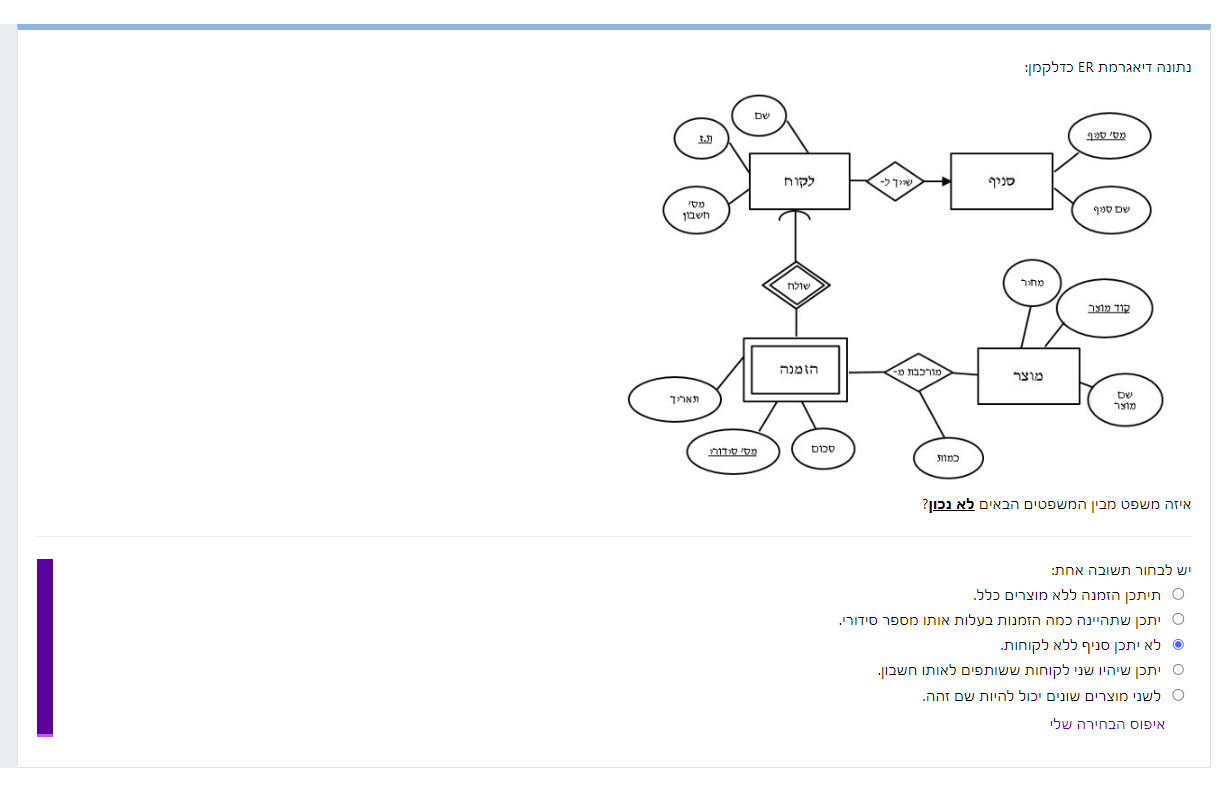 נתונה דיאגרמת ER כדלקמן:
שם
ת.ז
מס' סניף
לקוח
שוייך ל-
סניף
מס'
חשבון
שם סניף
שולח
מחיר
קוד מוצר
הזמנה
מורכבת מ-
מוצר
תאריך
שם
מוצר
מס' סידורי
סכום
כמות
איזה משפט מבין המשפטים הבאים לא נכון?
יש לבחור תשובה אחת:
תיתכן הזמנה ללא מוצרים כלל.
יתכן שתהיינה כמה הזמנות בעלות אותו מספר סידורי.
לא יתכן סניף ללא לקוחות.
יתכן שיהיו שני לקוחות ששותפים לאותו חשבון.
לשני מוצרים שונים יכול להיות שם זהה.
איפוס הבחירה שלי